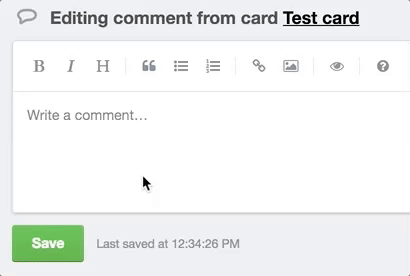 Editing comment from card Test card
B I H
Write a comment...
Save Last saved at 12:34:26 PM